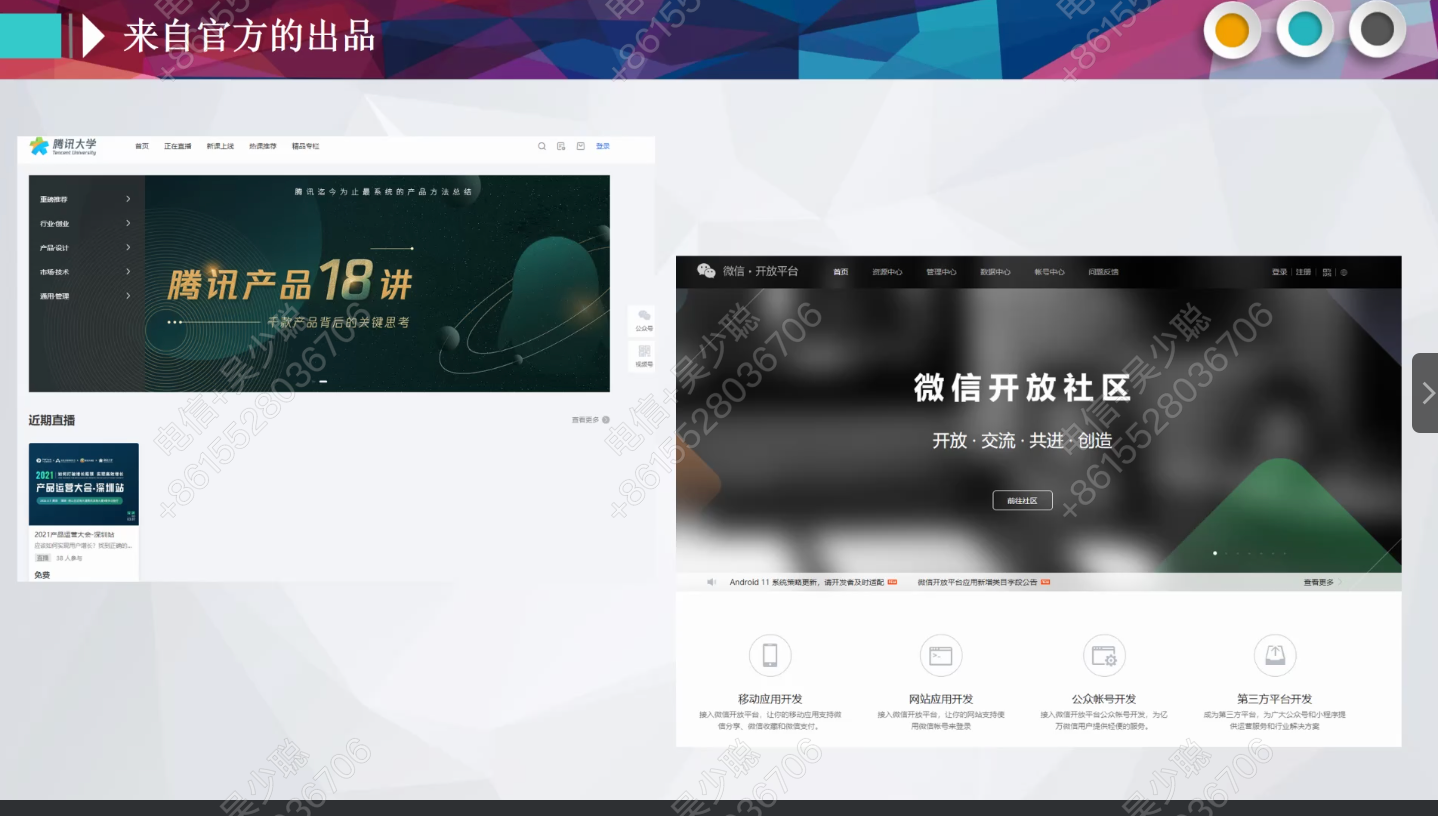 来自官方的出品
腾讯大学
Tencent University
首页 正在直播 新课上线 热课推荐 精品专栏
登录
重磅推荐
行业·创业
产品·设计
市场·技术
通用·管理
腾讯迄今为止最系统的产品方法总结
腾讯产品18讲
千款产品背后的关键思考
公众号
视频号
近期直播
查看更多
2021
产品运营大会·深圳站
2021产品运营大会·深圳站
应该如何实现用户增长？找到正确的...
直播 38 人参与
免费
微信·开放平台
首页 资源中心 管理中心 数据中心 帐号中心 问题反馈
登录 | 注册
微信开放社区
开放·交流·共进·创造
前往社区
Android 11 系统策略更新，请开发者及时适配 微信开放平台应用新增类目字段公告
查看更多
移动应用开发
接入微信开放平台，让你的移动应用支持微
信分享、微信收藏和微信支付。
网站应用开发
接入微信开放平台，让你的网站支持使
用微信帐号来登录
公众帐号开发
接入微信开放平台公众帐号开发，为亿
万微信用户提供轻便的服务。
第三方平台开发
成为第三方平台，为广大公众号和小程序提
供运营服务和行业解决方案
电信+吴少聪
+8615528036706